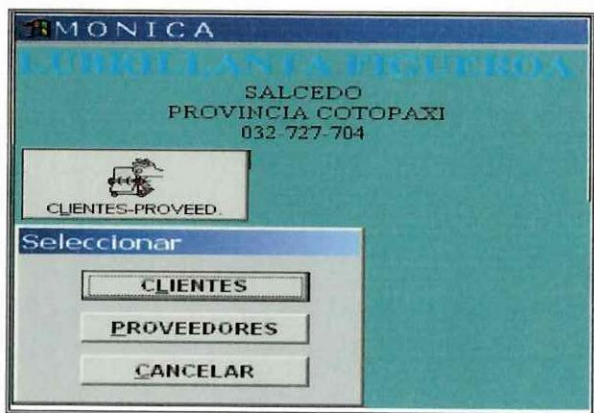 MONICA
LUBRILLANTA FIGUEROA
SALCEDO
PROVINCIA COTOPAXI
032-727-704
CLIENTES-PROVEED.
Seleccionar
CLIENTES
PROVEEDORES
CANCELAR